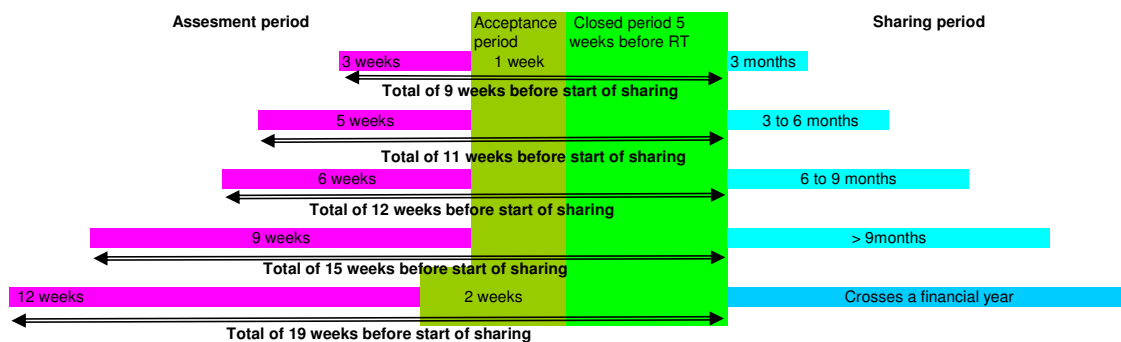 Assesment period
Acceptance period
Closed period 5 weeks before RT
Sharing period
3 weeks
1 week
3 months
Total of 9 weeks before start of sharing
5 weeks
3 to 6 months
Total of 11 weeks before start of sharing
6 weeks
6 to 9 months
Total of 12 weeks before start of sharing
9 weeks
> 9months
Total of 15 weeks before start of sharing
12 weeks
2 weeks
Crosses a financial year
Total of 19 weeks before start of sharing